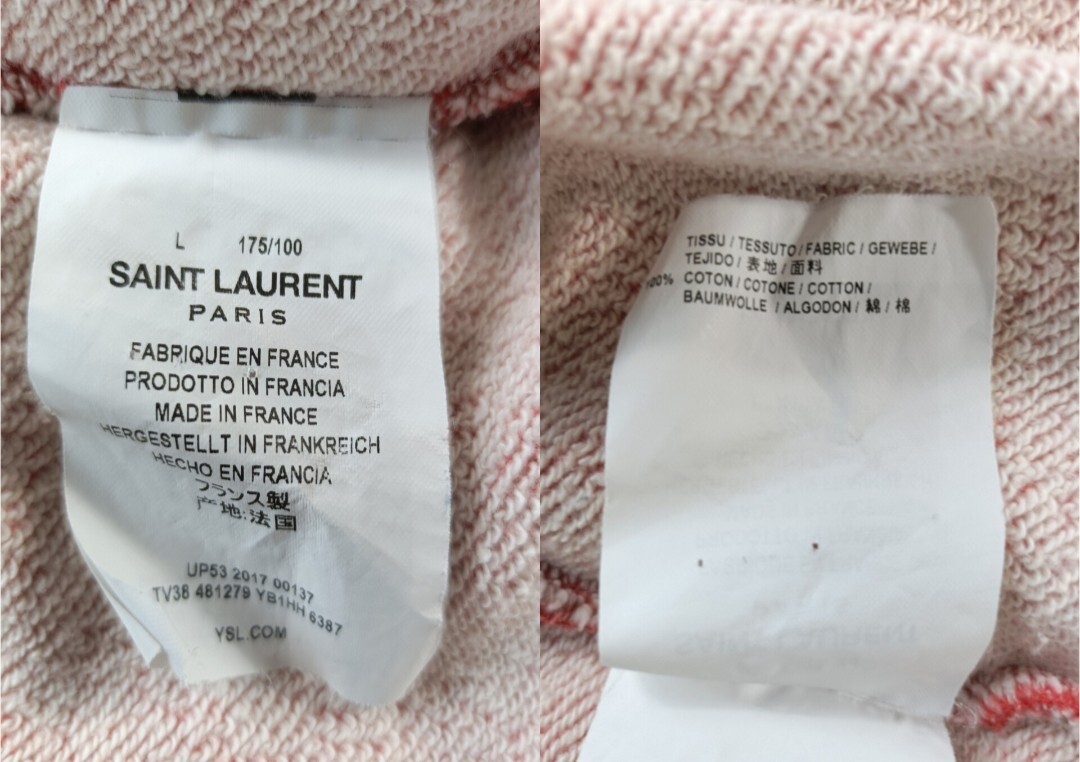 L 175/100
SAINT LAURENT
PARIS
FABRIQUE EN FRANCE
PRODOTTO IN FRANCIA
MADE IN FRANCE
HERGESTELLT IN FRANKREICH
HECHO EN FRANCIA
フランス製
产地:法国
UP53 2017 00137
TV38 481279 YB1HH 6387
YSL.COM
TISSU / TESSUTO / FABRIC / GEWEBE /
TEJIDO / 表地 / 面料
100% COTON / COTONE / COTTON /
BAUMWOLLE / ALGODON / 綿 / 棉